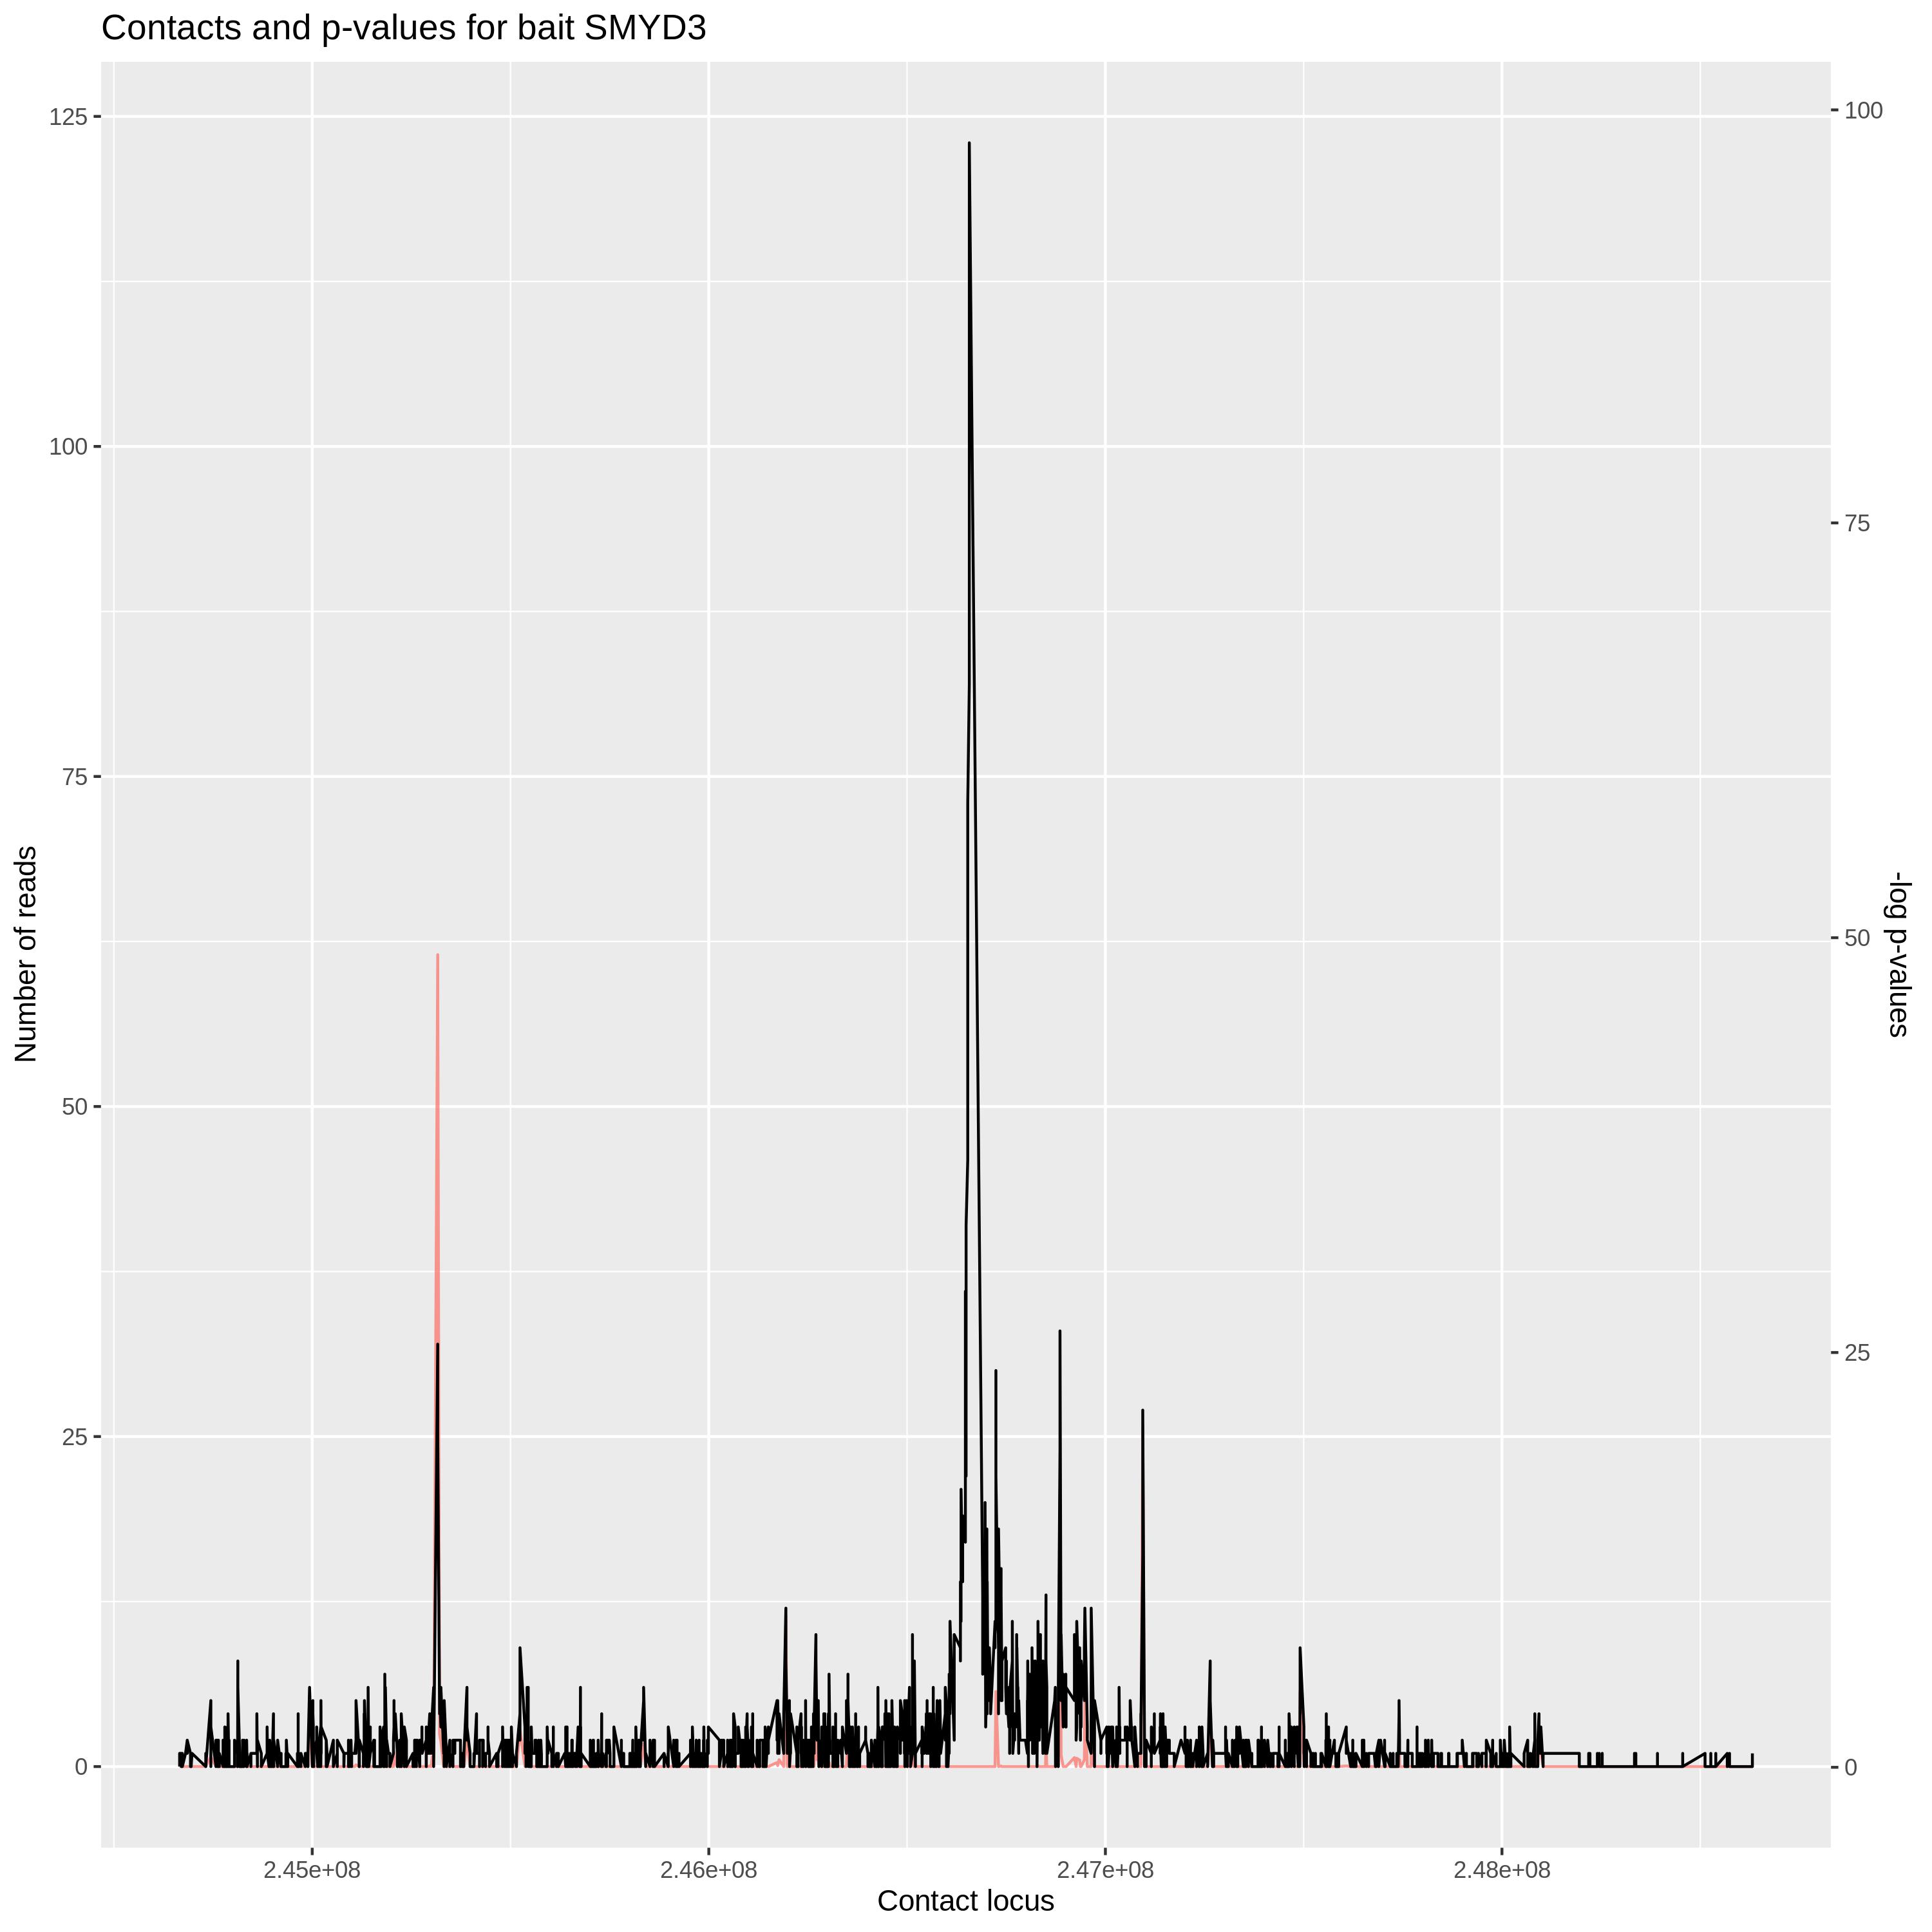 Contacts and p-values for bait SMYD3
125
100
75
50
25
0
Number of reads
100
75
50
25
0
-log p-values
2.45e+08
2.46e+08
2.47e+08
2.48e+08
Contact locus